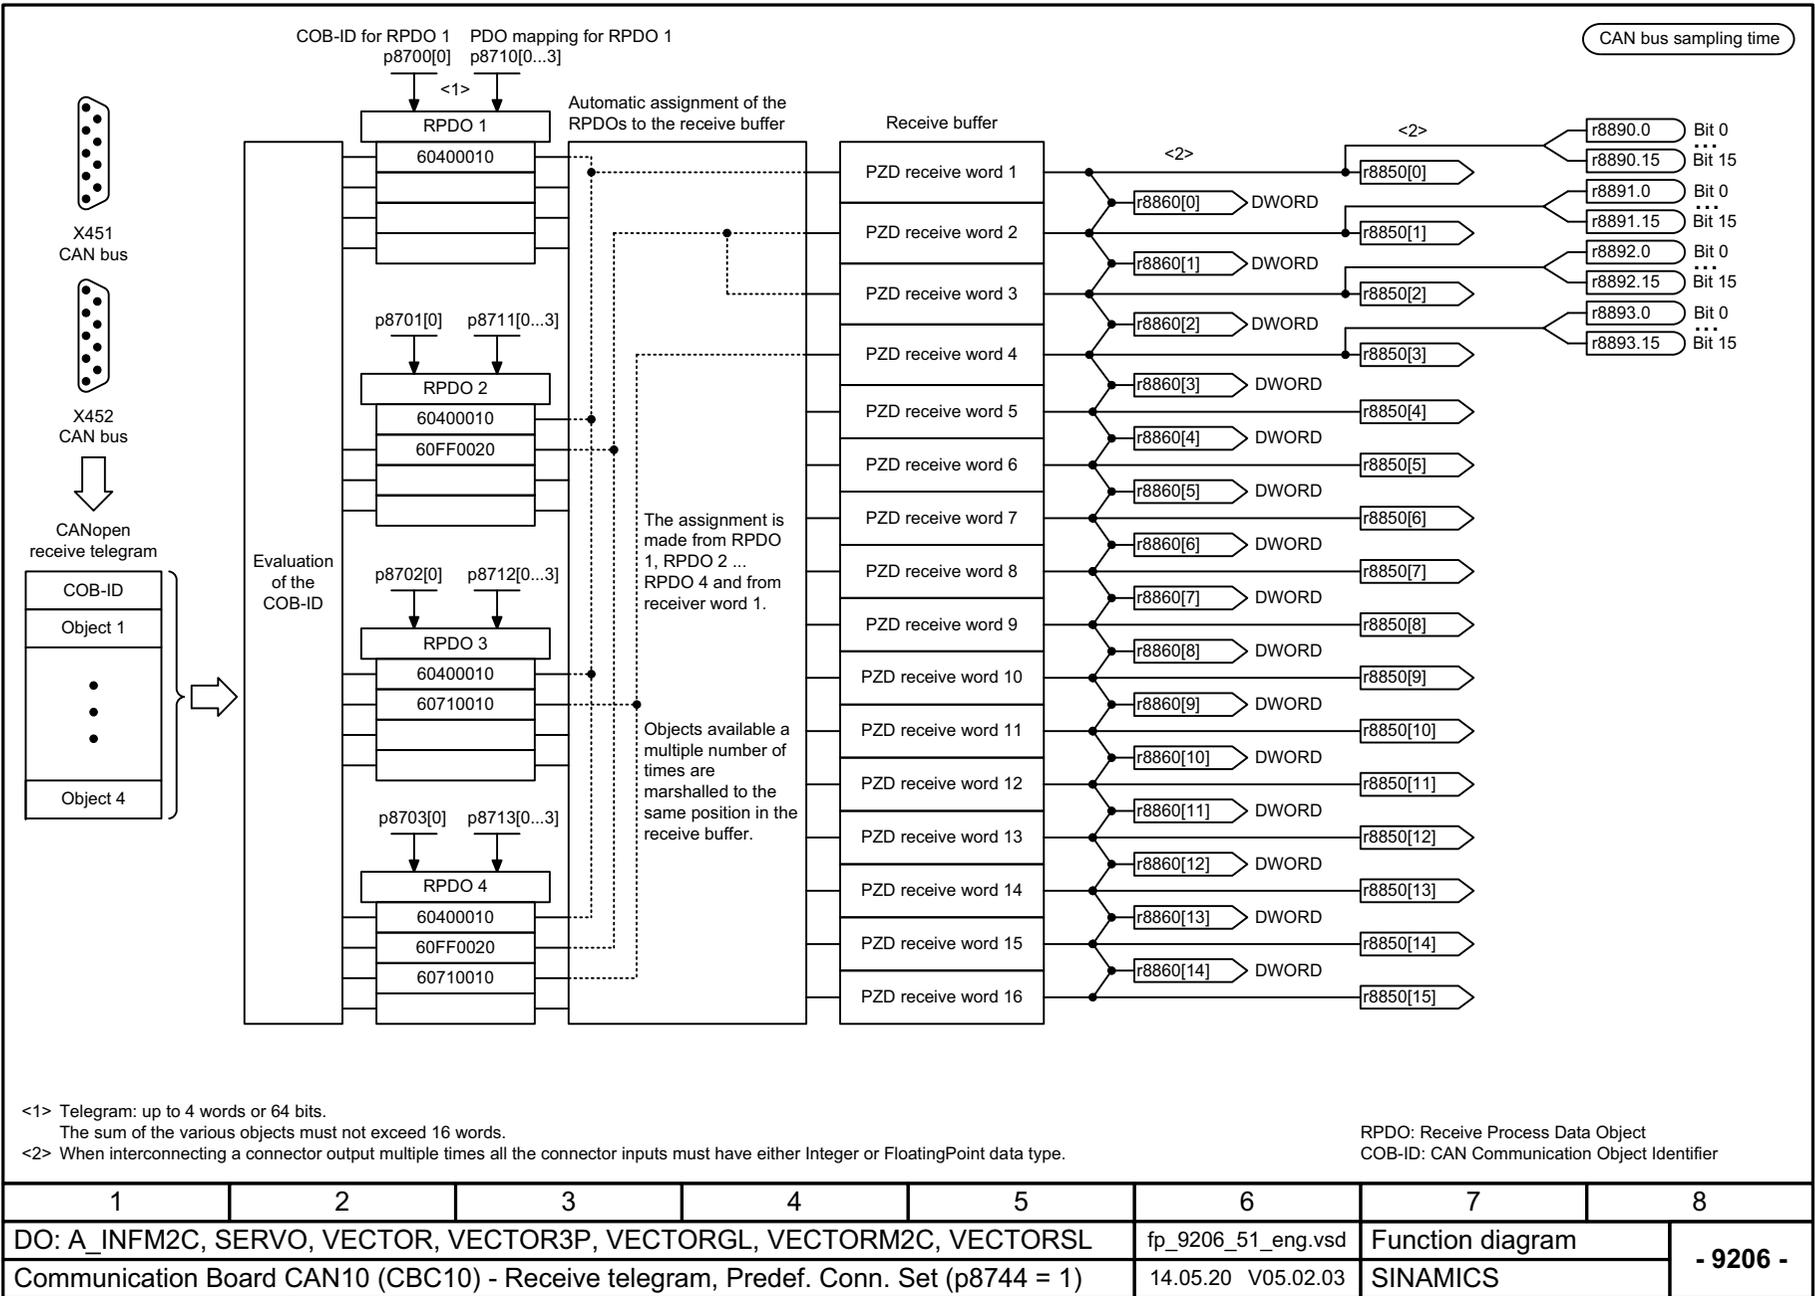 COB-ID for RPDO 1
p8700[0]
PDO mapping for RPDO 1
p8710[0...3]
<1>
CAN bus sampling time
X451
CAN bus
X452
CAN bus
CANopen
receive telegram
COB-ID
Object 1
Object 4
Evaluation
of the
COB-ID
RPDO 1
60400010
p8701[0]
p8711[0...3]
RPDO 2
60400010
60FF0020
p8702[0]
p8712[0...3]
RPDO 3
60400010
60710010
p8703[0]
p8713[0...3]
RPDO 4
60400010
60FF0020
60710010
Automatic assignment of the
RPDOs to the receive buffer
The assignment is
made from RPDO
1, RPDO 2 ...
RPDO 4 and from
receiver word 1.
Objects available a
multiple number of
times are
marshalled to the
same position in the
receive buffer.
Receive buffer
PZD receive word 1
PZD receive word 2
PZD receive word 3
PZD receive word 4
PZD receive word 5
PZD receive word 6
PZD receive word 7
PZD receive word 8
PZD receive word 9
PZD receive word 10
PZD receive word 11
PZD receive word 12
PZD receive word 13
PZD receive word 14
PZD receive word 15
PZD receive word 16
<2>
r8860[0] DWORD
r8860[1] DWORD
r8860[2] DWORD
r8860[3] DWORD
r8860[4] DWORD
r8860[5] DWORD
r8860[6] DWORD
r8860[7] DWORD
r8860[8] DWORD
r8860[9] DWORD
r8860[10] DWORD
r8860[11] DWORD
r8860[12] DWORD
r8860[13] DWORD
r8860[14] DWORD
<2>
r8850[0]
r8850[1]
r8850[2]
r8850[3]
r8850[4]
r8850[5]
r8850[6]
r8850[7]
r8850[8]
r8850[9]
r8850[10]
r8850[11]
r8850[12]
r8850[13]
r8850[14]
r8850[15]
r8890.0 Bit 0
...
r8890.15 Bit 15
r8891.0 Bit 0
...
r8891.15 Bit 15
r8892.0 Bit 0
...
r8892.15 Bit 15
r8893.0 Bit 0
...
r8893.15 Bit 15
<1> Telegram: up to 4 words or 64 bits.
The sum of the various objects must not exceed 16 words.
<2> When interconnecting a connector output multiple times all the connector inputs must have either Integer or FloatingPoint data type.
RPDO: Receive Process Data Object
COB-ID: CAN Communication Object Identifier
1 2 3 4 5 6 7 8
DO: A_INFM2C, SERVO, VECTOR, VECTOR3P, VECTORGL, VECTORM2C, VECTORSL
fp_9206_51_eng.vsd
Function diagram
- 9206 -
Communication Board CAN10 (CBC10) - Receive telegram, Predef. Conn. Set (p8744 = 1)
14.05.20 V05.02.03
SINAMICS